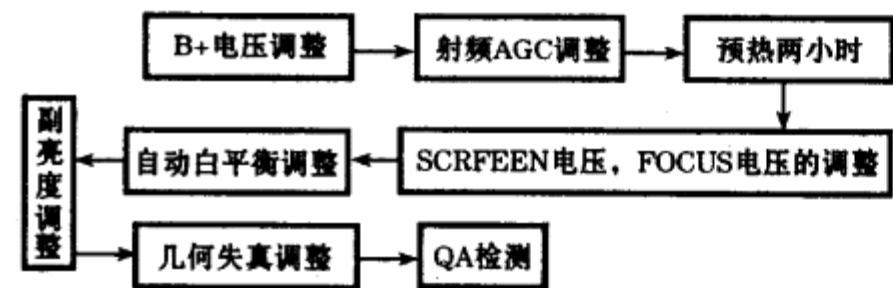 B+电压调整
射频AGC调整
预热两小时
SCRFEEN电压，FOCUS电压的调整
自动白平衡调整
副亮度调整
几何失真调整
QA检测